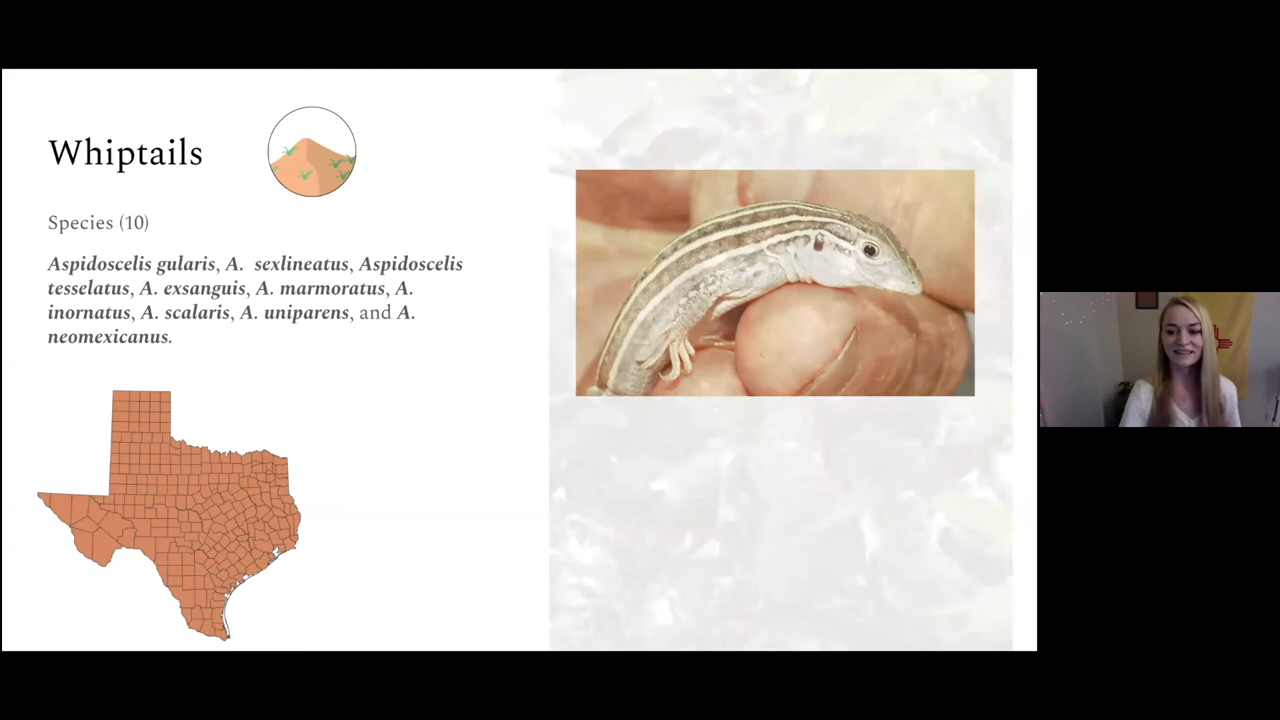 Whiptails
Species (10)
Aspidoscelis gularis, A. sexlineatus, Aspidoscelis
tesselatus, A. exsanguis, A. marmoratus, A.
inornatus, A. scalaris, A. uniparens, and A.
neomexicanus.